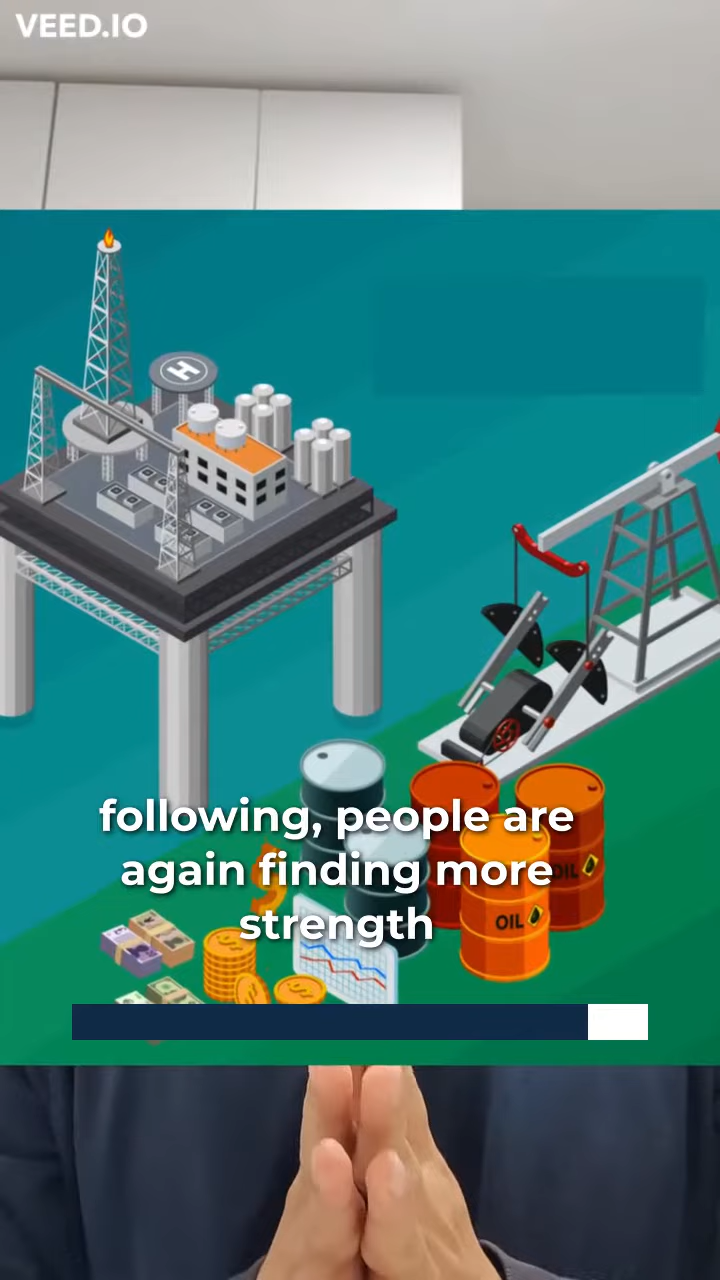 VEED.IO
H
following, people are
again finding more
strength
OIL
OIL